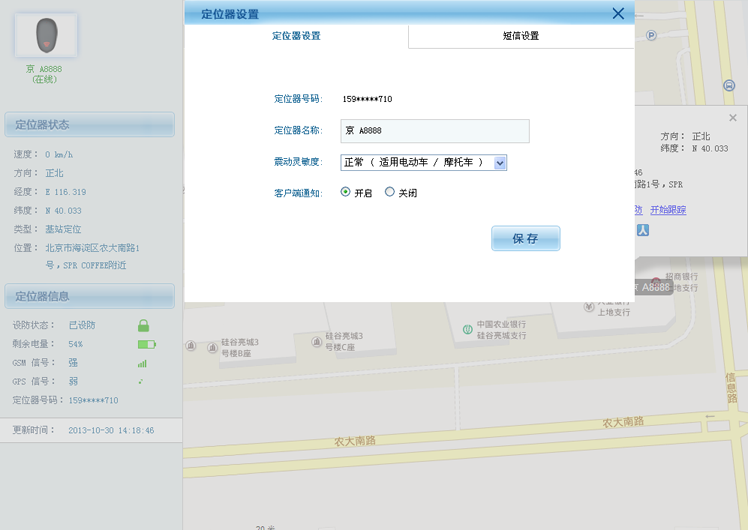 京 A8888
(在线)
定位器状态
速度： 0 km/h
方向： 正北
经度： E 116.319
纬度： N 40.033
类型： 基站定位
位置： 北京市海淀区农大南路1
号，SPR COFFEE附近
定位器信息
设防状态： 已设防
剩余电量： 54%
GSM 信号： 强
GPS 信号： 弱
定位器号码： 159*****710
更新时间： 2013-10-30 14:18:46
定位器设置
定位器设置
短信设置
定位器号码: 159*****710
定位器名称: 京 A8888
震动灵敏度: 正常 ( 适用电动车 / 摩托车 )
客户端通知: 开启 关闭
保存
方向： 正北
纬度： N 40.033
46
路1号，SPR
防 开始跟踪
京 A8888
招商银行
上地支行
上地支行
中国农业银行
硅谷亮城支行
硅谷亮城3
号楼B座
硅谷亮城3
号楼C座
信息路
农大南路
农大南路